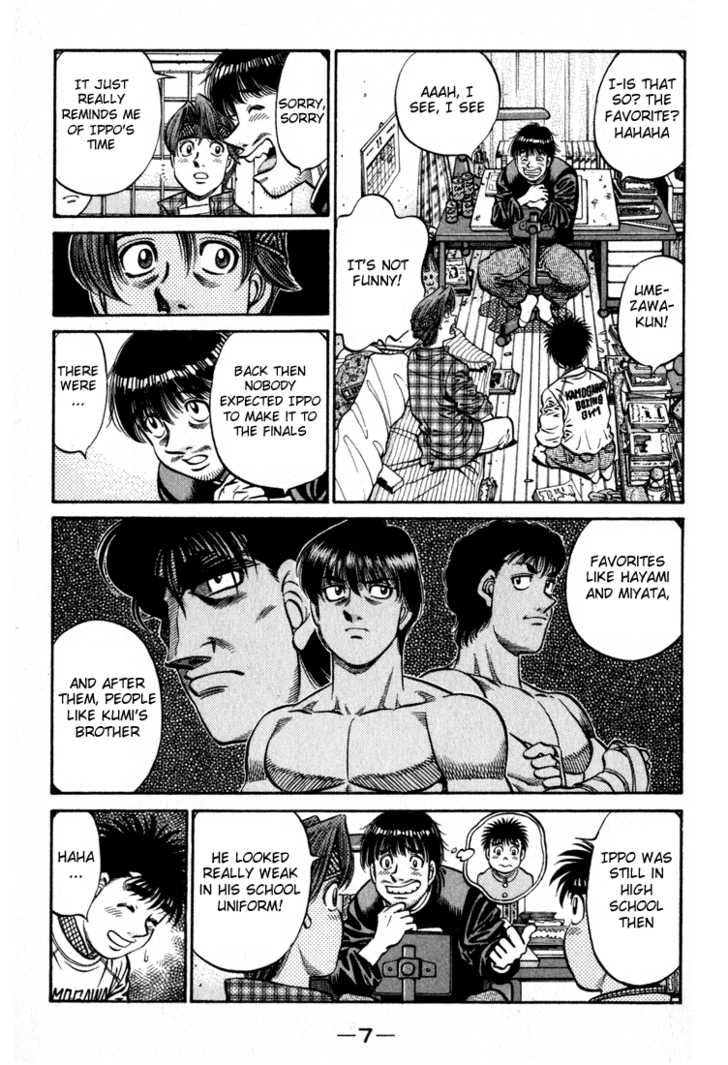 I-IS THAT
SO? THE
FAVORITE?
HAHAHA
AAAH, I
SEE, I SEE
UME-
ZAWA-
KUN!
IT'S NOT
FUNNY!
KAMOGAWA
BOXING
GYM
SORRY,
SORRY
IT JUST
REALLY
REMINDS ME
OF IPPO'S
TIME
BACK THEN
NOBODY
EXPECTED IPPO
TO MAKE IT TO
THE FINALS
THERE
WERE
...
FAVORITES
LIKE HAYAMI
AND MIYATA,
AND AFTER
THEM, PEOPLE
LIKE KUMI'S
BROTHER
IPPO WAS
STILL IN
HIGH
SCHOOL
THEN
HE LOOKED
REALLY WEAK
IN HIS SCHOOL
UNIFORM!
HAHA
...
MOGAWA
—7—